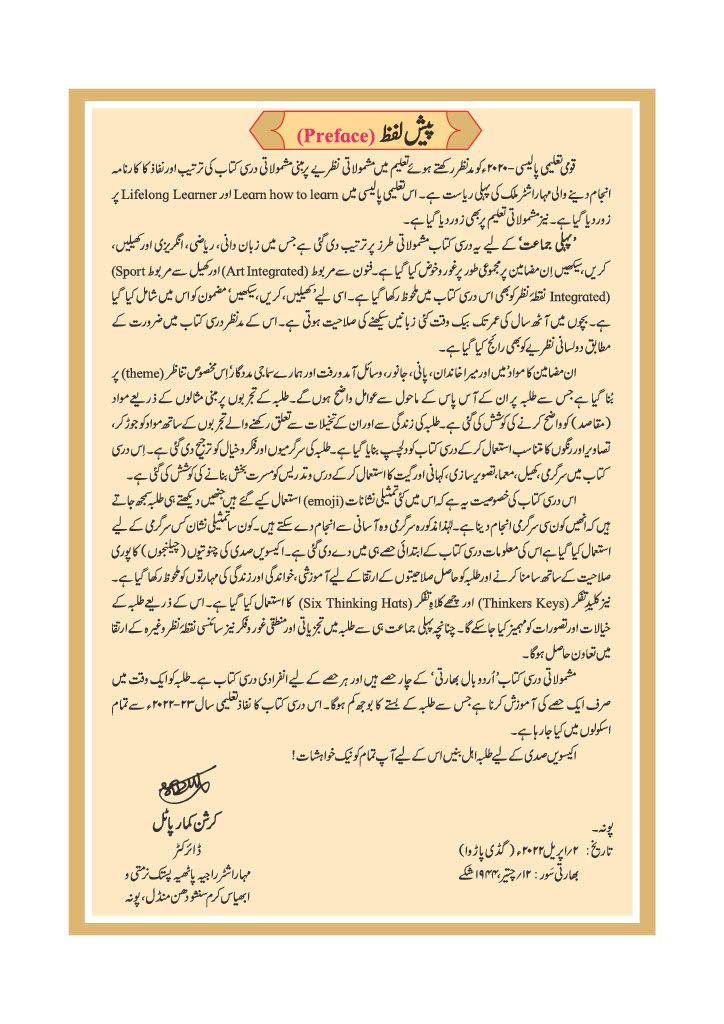 پیش لفظ (Preface)
قومی تعلیمی پالیسی – ۲۰۲۰ء کو مدنظر رکھتے ہوئے تعلیم میں مشمولاتی نظریے پر مبنی مشمولاتی درسی کتاب کی ترتیب اور نفاذ کا کارنامہ
انجام دینے والی مہاراشٹر ملک کی پہلی ریاست ہے۔ اس تعلیمی پالیسی میں Learn how to learn اور Lifelong Learner پر
زور دیا گیا ہے۔ نیز مشمولاتی تعلیم پر بھی زور دیا گیا ہے۔
’پہلی جماعت‘ کے لیے یہ درسی کتاب مشمولاتی طرز پر ترتیب دی گئی ہے جس میں زبان دانی، ریاضی، انگریزی اور کھیلیں،
کریں، سیکھیں اِن مضامین پر مجموعی طور پر غور و خوض کیا گیا ہے۔ فنون سے مربوط (Art Integrated) اور کھیل سے مربوط (Sport
Integrated) نقطۂ نظر کو بھی اس درسی کتاب میں ملحوظ رکھا گیا ہے۔ اسی لیے ’کھیلیں، کریں، سیکھیں‘ مضمون کو اس میں شامل کیا گیا
ہے۔ بچوں میں آٹھ سال کی عمر تک بیک وقت کئی زبانیں سیکھنے کی صلاحیت ہوتی ہے۔ اس کے مدنظر درسی کتاب میں ضرورت کے
مطابق دولسانی نظریے کو بھی رائج کیا گیا ہے۔
ان مضامین کا مواد ’میں اور میرا خاندان، پانی، جانور، وسائل آمد و رفت اور ہمارے سماجی مددگار‘ اِس مخصوص تناظر (theme) پر
بُنا گیا ہے جس سے طلبہ پر ان کے آس پاس کے ماحول سے عوامل واضح ہوں گے۔ طلبہ کے تجربوں پر مبنی مثالوں کے ذریعے مواد
(مقاصد) کو واضح کرنے کی کوشش کی گئی ہے۔ طلبہ کی زندگی سے اور ان کے تخیلات سے تعلق رکھنے والے تجربوں کے ساتھ مواد کو جوڑ کر،
تصاویر اور رنگوں کا متناسب استعمال کر کے درسی کتاب کو دلچسپ بنایا گیا ہے۔ طلبہ کی سرگرمیوں اور فکر و خیال کو ترجیح دی گئی ہے۔ اِس درسی
کتاب میں سرگرمی، کھیل، معما، تصویر سازی، کہانی اور گیت کا استعمال کر کے درس و تدریس کو مسرت بخش بنانے کی کوشش کی گئی ہے۔
اس درسی کتاب کی خصوصیت یہ ہے کہ اس میں کئی تمثیلی نشانات (emoji) استعمال کیے گئے ہیں جنھیں دیکھتے ہی طلبہ سمجھ جاتے
ہیں کہ انھیں کون سی سرگرمی انجام دینا ہے۔ لہٰذا مذکورہ سرگرمی وہ آسانی سے انجام دے سکتے ہیں۔ کون سا تمثیلی نشان کس سرگرمی کے لیے
استعمال کیا گیا ہے اس کی معلومات درسی کتاب کے ابتدائی حصے ہی میں دے دی گئی ہے۔ اکیسویں صدی کی چنوتیوں (چیلنجوں) کا پوری
صلاحیت کے ساتھ سامنا کرنے اور طلبہ کو حاصل صلاحیتوں کے ارتقا کے لیے آموزشی، خواندگی اور زندگی کی مہارتوں کو ملحوظ رکھا گیا ہے۔
نیز کلیدِ تفکر (Thinkers Keys) اور چھے کلاہِ تفکر (Six Thinking Hats) کا استعمال کیا گیا ہے۔ اس کے ذریعے طلبہ کے
خیالات اور تصورات کو مہمیز کیا جاسکے گا۔ چنانچہ پہلی جماعت ہی سے طلبہ میں تجزیاتی اور منطقی غور و فکر نیز سائنسی نقطۂ نظر وغیرہ کے ارتقا
میں تعاون حاصل ہوگا۔
مشمولاتی درسی کتاب ’اُردو بال بھارتی‘ کے چار حصے ہیں اور ہر حصے کے لیے انفرادی درسی کتاب ہے۔ طلبہ کو ایک وقت میں
صرف ایک حصے کی آموزش کرنا ہے جس سے طلبہ کے بستے کا بوجھ کم ہوگا۔ اس درسی کتاب کا نفاذ تعلیمی سال ۲۳-۲۰۲۲ء سے تمام
اسکولوں میں کیا جارہا ہے۔
اکیسویں صدی کے لیے طلبہ اہل بنیں اس کے لیے آپ تمام کو نیک خواہشات!
کرشن کمار پاٹل
ڈائرکٹر
مہاراشٹر راجیہ پاٹھیہ پستک نرمتی و
ابھیاس کرم سنشودھن منڈل، پونہ
پونہ۔
تاریخ: ۲/اپریل ۲۰۲۲ء (گڈی پاڑوا)
بھارتی سَور: ۱۲/چیتر، ۱۹۴۴ شکے